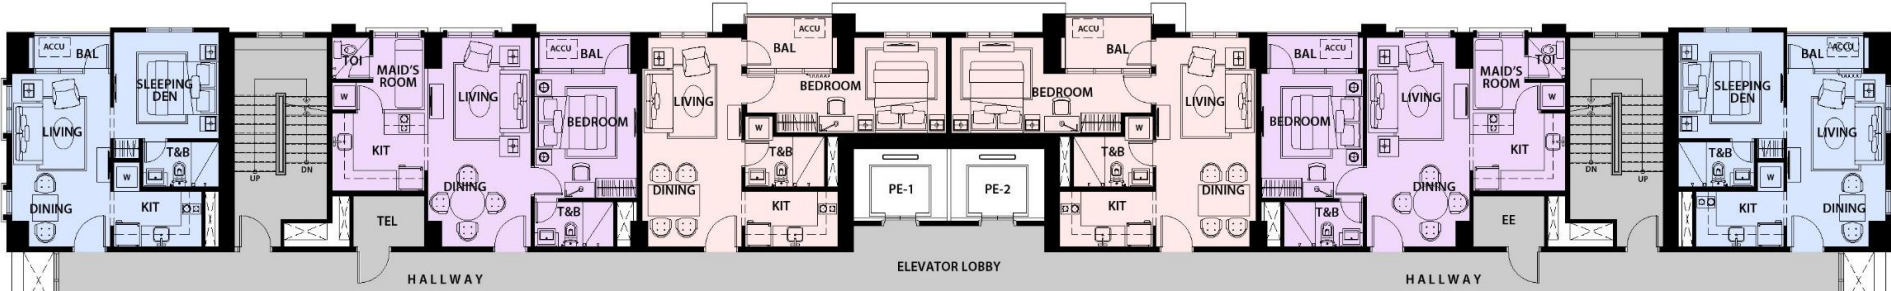 ACCU
BAL
SLEEPING
DEN
LIVING
T&B
W
DINING
KIT
UP
DN
TOI
MAID'S
ROOM
W
KIT
TEL
LIVING
DINING
ACCU
BAL
BEDROOM
T&B
LIVING
DINING
ACCU
BAL
BEDROOM
W
T&B
KIT
PE-1
PE-2
ELEVATOR LOBBY
ACCU
BAL
BEDROOM
W
T&B
KIT
LIVING
DINING
BAL
ACCU
BEDROOM
T&B
LIVING
DINING
MAID'S
ROOM
TOI
W
KIT
EE
DN
UP
SLEEPING
DEN
BAL
ACCU
LIVING
T&B
W
KIT
DINING
HALLWAY
HALLWAY